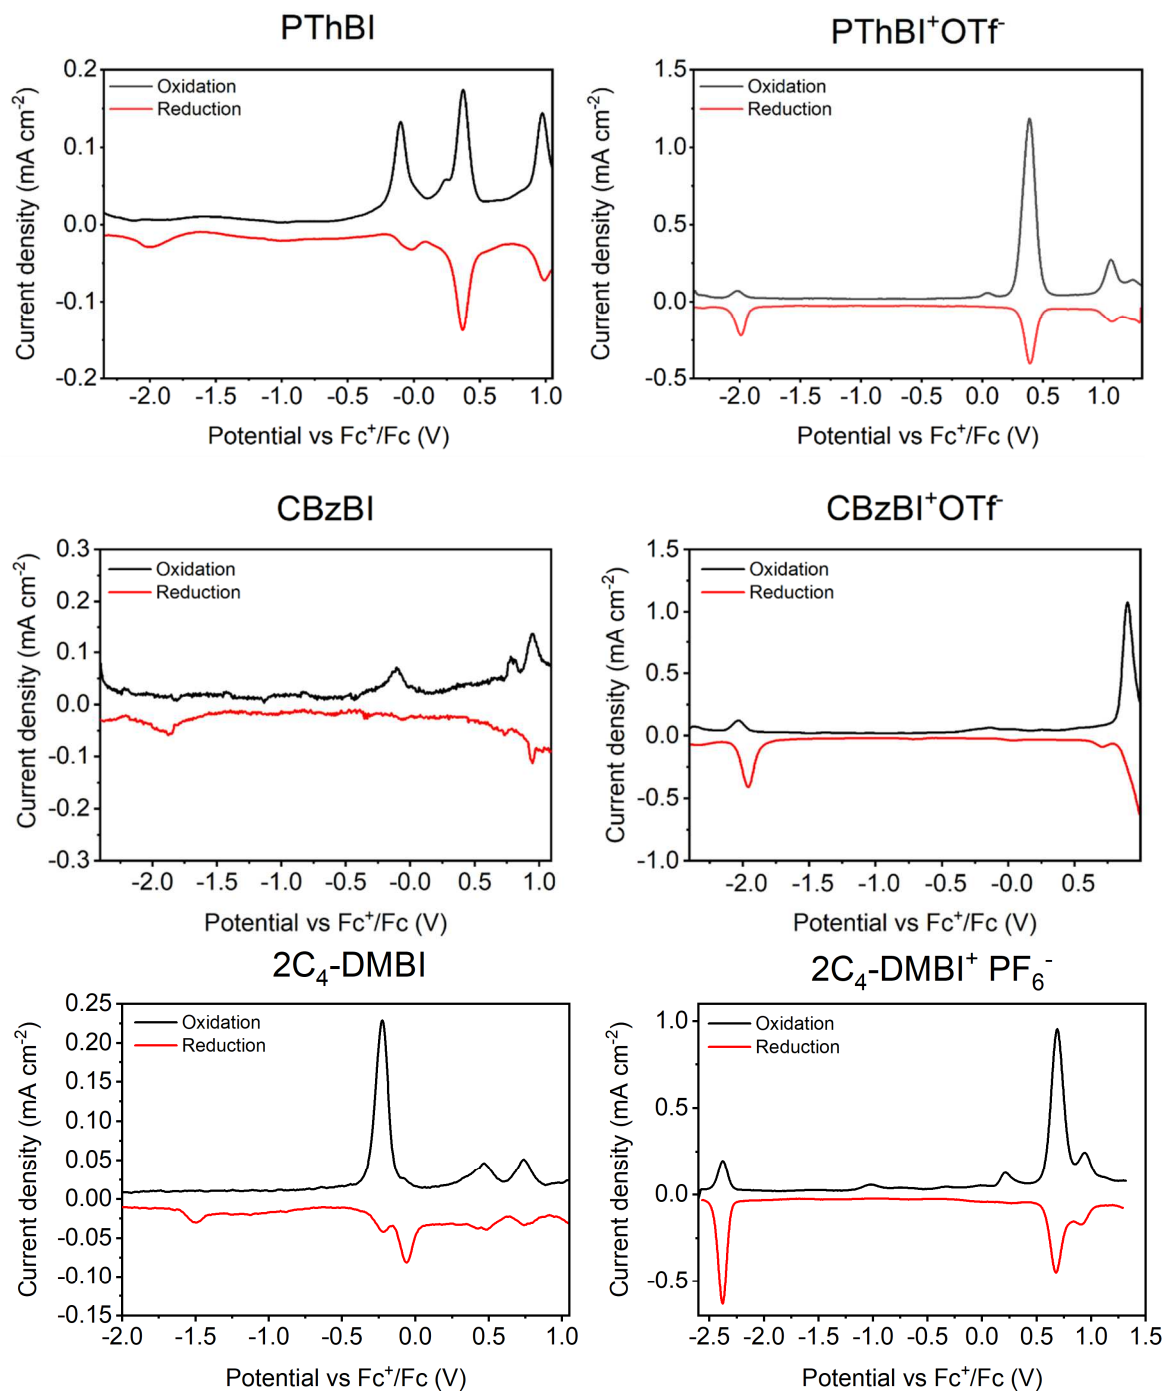 PThBI
PThBI⁺OTf⁻
0.2
0.1
0.0
-0.1
-0.2
Oxidation
Reduction
Current density (mA cm⁻²)
-2.0 -1.5 -1.0 -0.5 -0.0 0.5 1.0
Potential vs Fc⁺/Fc (V)
1.5
1.0
0.5
0.0
-0.5
Oxidation
Reduction
Current density (mA cm⁻²)
-2.0 -1.5 -1.0 -0.5 0.0 0.5 1.0
Potential vs Fc⁺/Fc (V)
CBzBI
CBzBI⁺OTf⁻
0.3
0.2
0.1
0.0
-0.1
-0.2
-0.3
Oxidation
Reduction
Current density (mA cm⁻²)
-2.0 -1.5 -1.0 -0.5 -0.0 0.5 1.0
Potential vs Fc⁺/Fc (V)
1.5
1.0
0.5
0.0
-0.5
-1.0
Oxidation
Reduction
Current density (mA cm⁻²)
-2.0 -1.5 -1.0 -0.5 -0.0 0.5
Potential vs Fc⁺/Fc (V)
2C₄-DMBI
2C₄-DMBI⁺ PF₆⁻
0.25
0.20
0.15
0.10
0.05
0.00
-0.05
-0.10
-0.15
Oxidation
Reduction
Current density (mA cm⁻²)
-2.0 -1.5 -1.0 -0.5 0.0 0.5 1.0
Potential vs Fc⁺/Fc (V)
1.0
0.5
0.0
-0.5
Oxidation
Reduction
Current density (mA cm⁻²)
-2.5 -2.0 -1.5 -1.0 -0.5 0.0 0.5 1.0 1.5
Potential vs Fc⁺/Fc (V)